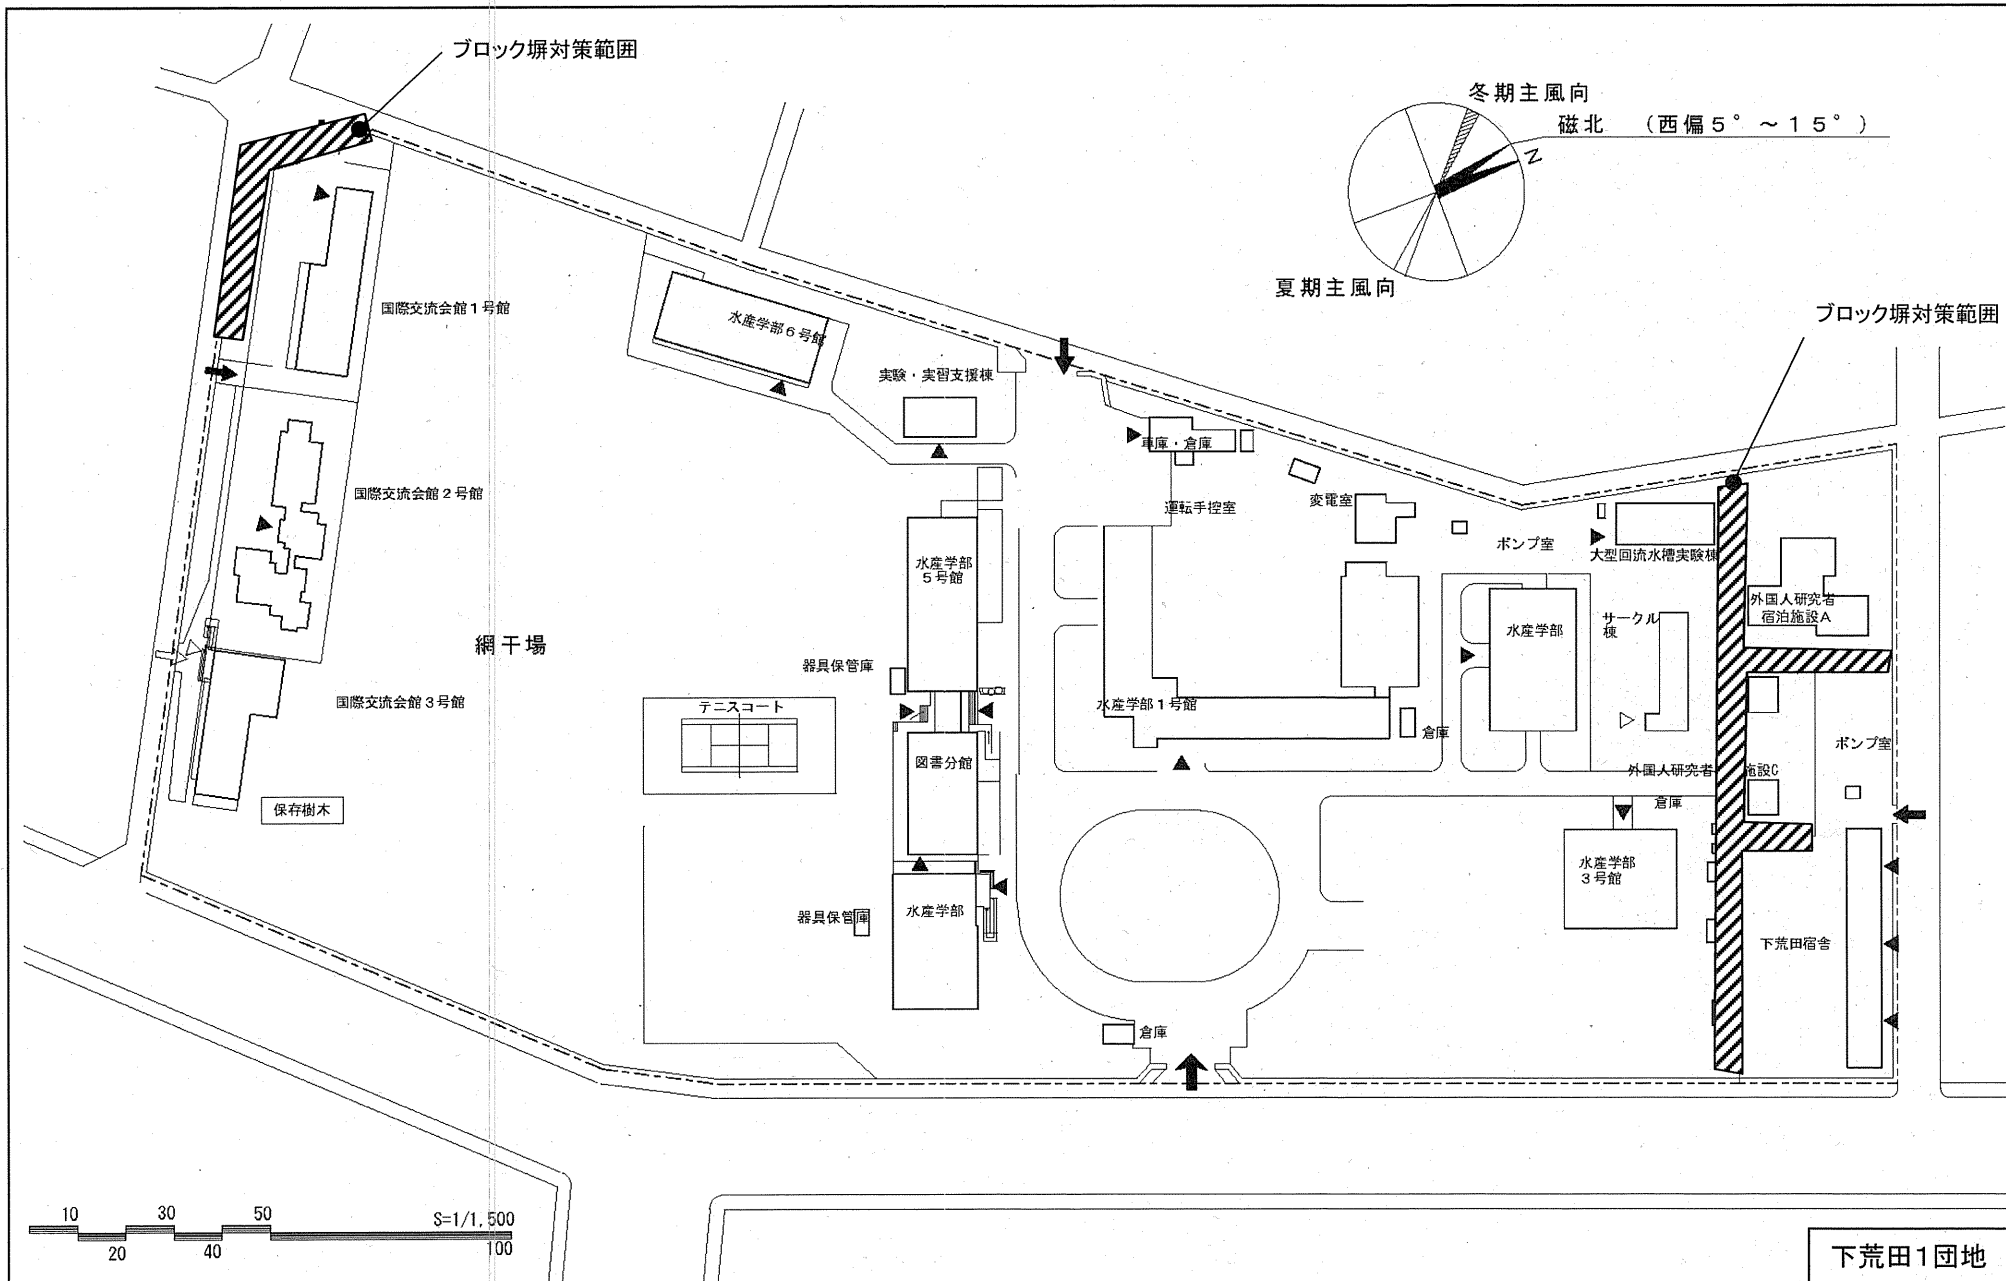 ブロック塀対策範囲
冬期主風向
磁北 (西偏5°~15°)
N
夏期主風向
ブロック塀対策範囲
国際交流会館1号館
水産学部6号館
実験・実習支援棟
車庫・倉庫
運転手控室
変電室
ポンプ室
大型回流水槽実験棟
国際交流会館2号館
水産学部
5号館
外国人研究者
宿泊施設A
サークル
棟
水産学部
網干場
器具保管庫
国際交流会館3号館
テニスコート
水産学部1号館
倉庫
ポンプ室
図書分館
外国人研究者
施設C
倉庫
保存樹木
水産学部
3号館
器具保管庫
水産学部
下荒田宿舎
倉庫
10 30 50 S=1/1,500
20 40 100
下荒田1団地